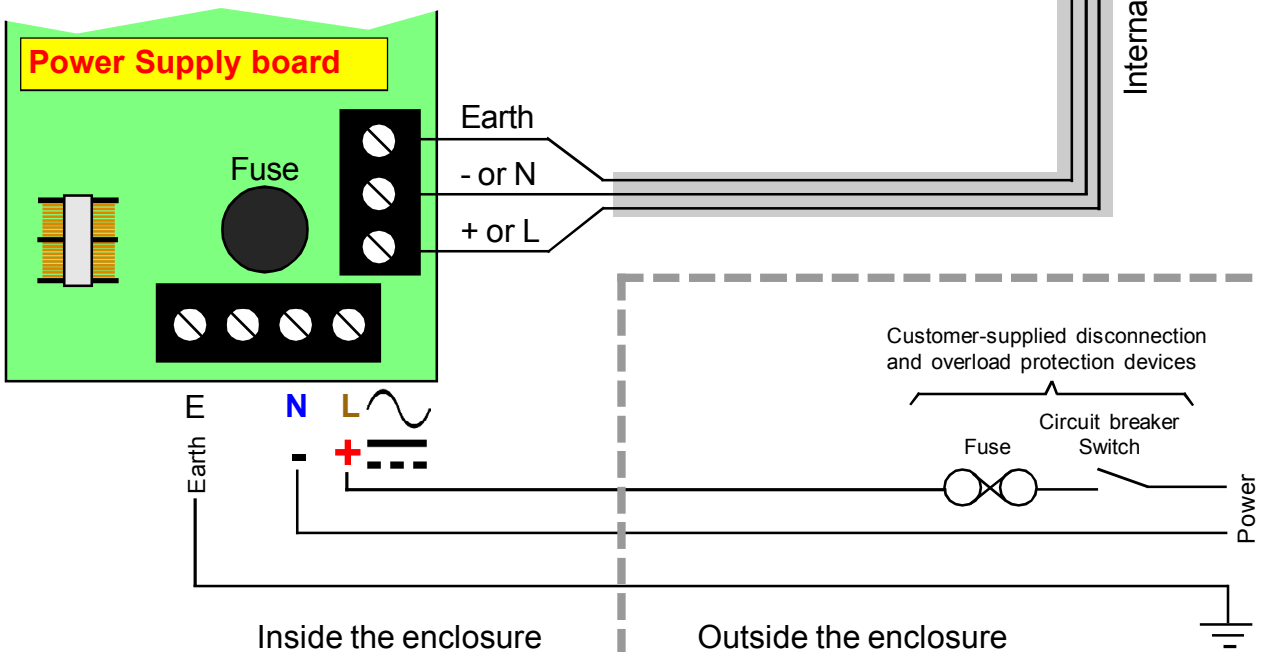 Power Supply board
Interna
Earth
Fuse
- or N
+ or L
Customer-supplied disconnection
and overload protection devices
E N L
Earth
- +
Circuit breaker
Fuse Switch
Power
Inside the enclosure Outside the enclosure